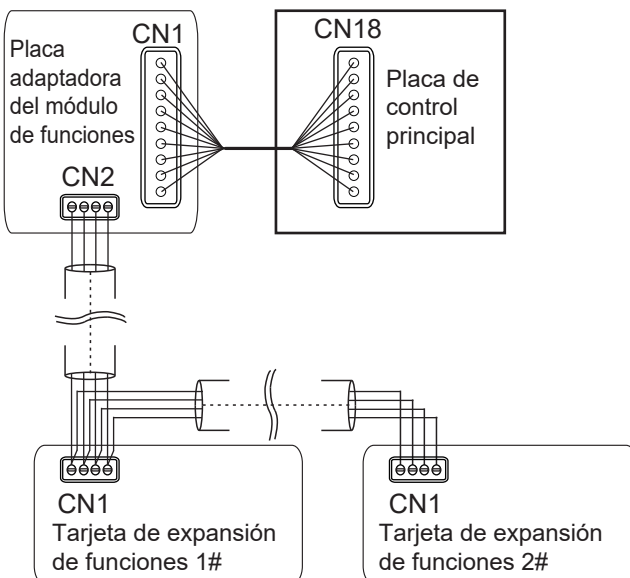 CN1
Placa
adaptadora
del módulo
de funciones
CN2
CN18
Placa de
control
principal
CN1
Tarjeta de expansión
de funciones 1#
CN1
Tarjeta de expansión
de funciones 2#